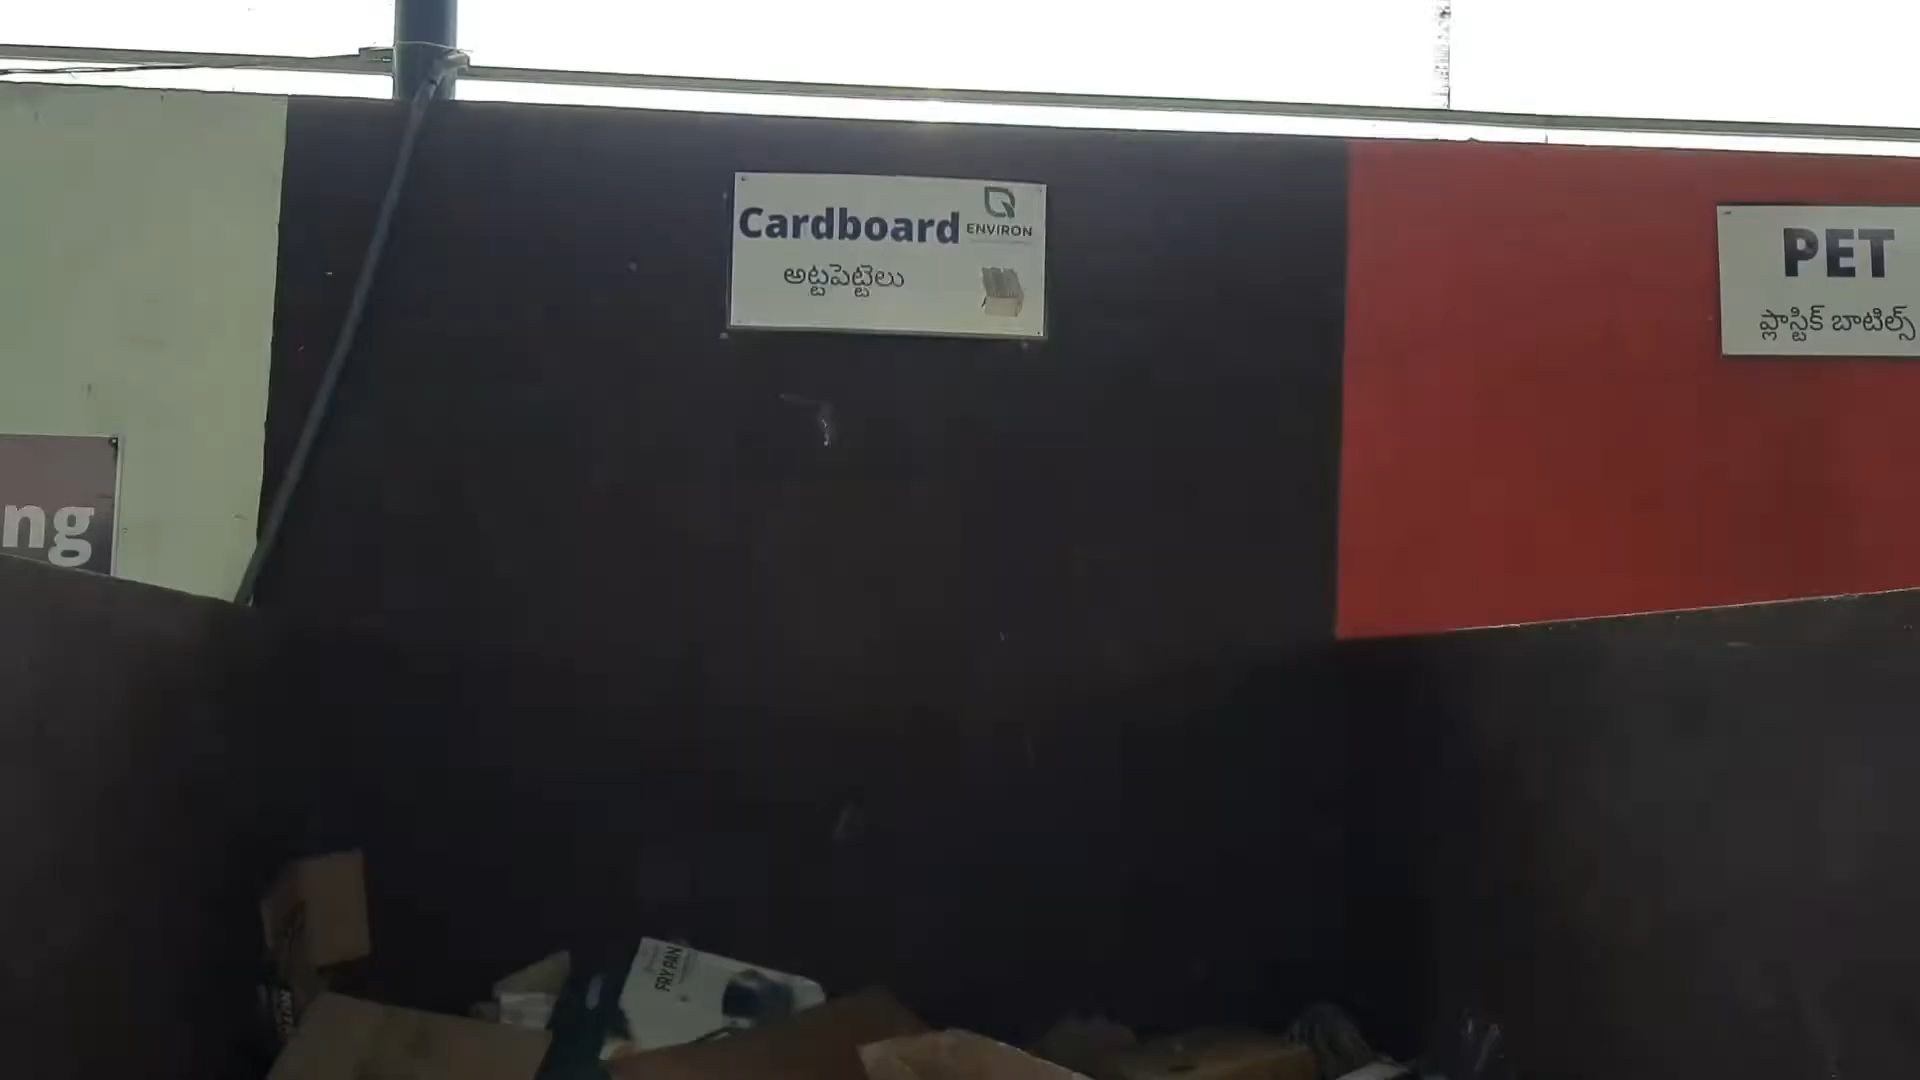 Cardboard
ENVIRON
అట్టపెట్టెలు
PET
ప్లాస్టిక్ బాటిల్స్
ng
FRY PAN